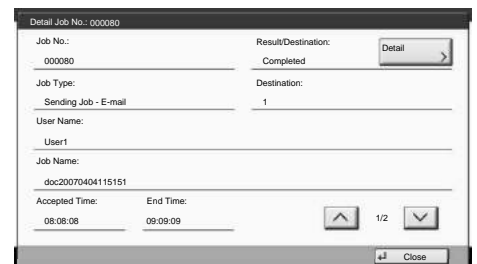 Detail Job No.: 000080
Job No.:
000080
Result/Destination:
Completed
Detail
Job Type:
Sending Job - E-mail
Destination:
1
User Name:
User1
Job Name:
doc20070404115151
Accepted Time:
08:08:08
End Time:
09:09:09
1/2
Close